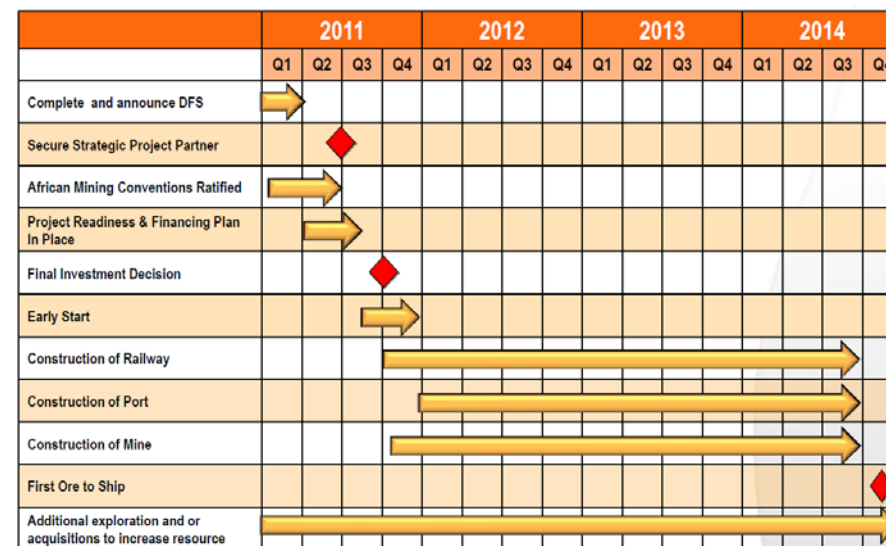 2011 2012 2013 2014
Q1 Q2 Q3 Q4 Q1 Q2 Q3 Q4 Q1 Q2 Q3 Q4 Q1 Q2 Q3
Complete and announce DFS
Secure Strategic Project Partner
African Mining Conventions Ratified
Project Readiness & Financing Plan
In Place
Final Investment Decision
Early Start
Construction of Railway
Construction of Port
Construction of Mine
First Ore to Ship
Additional exploration and or
acquisitions to increase resource